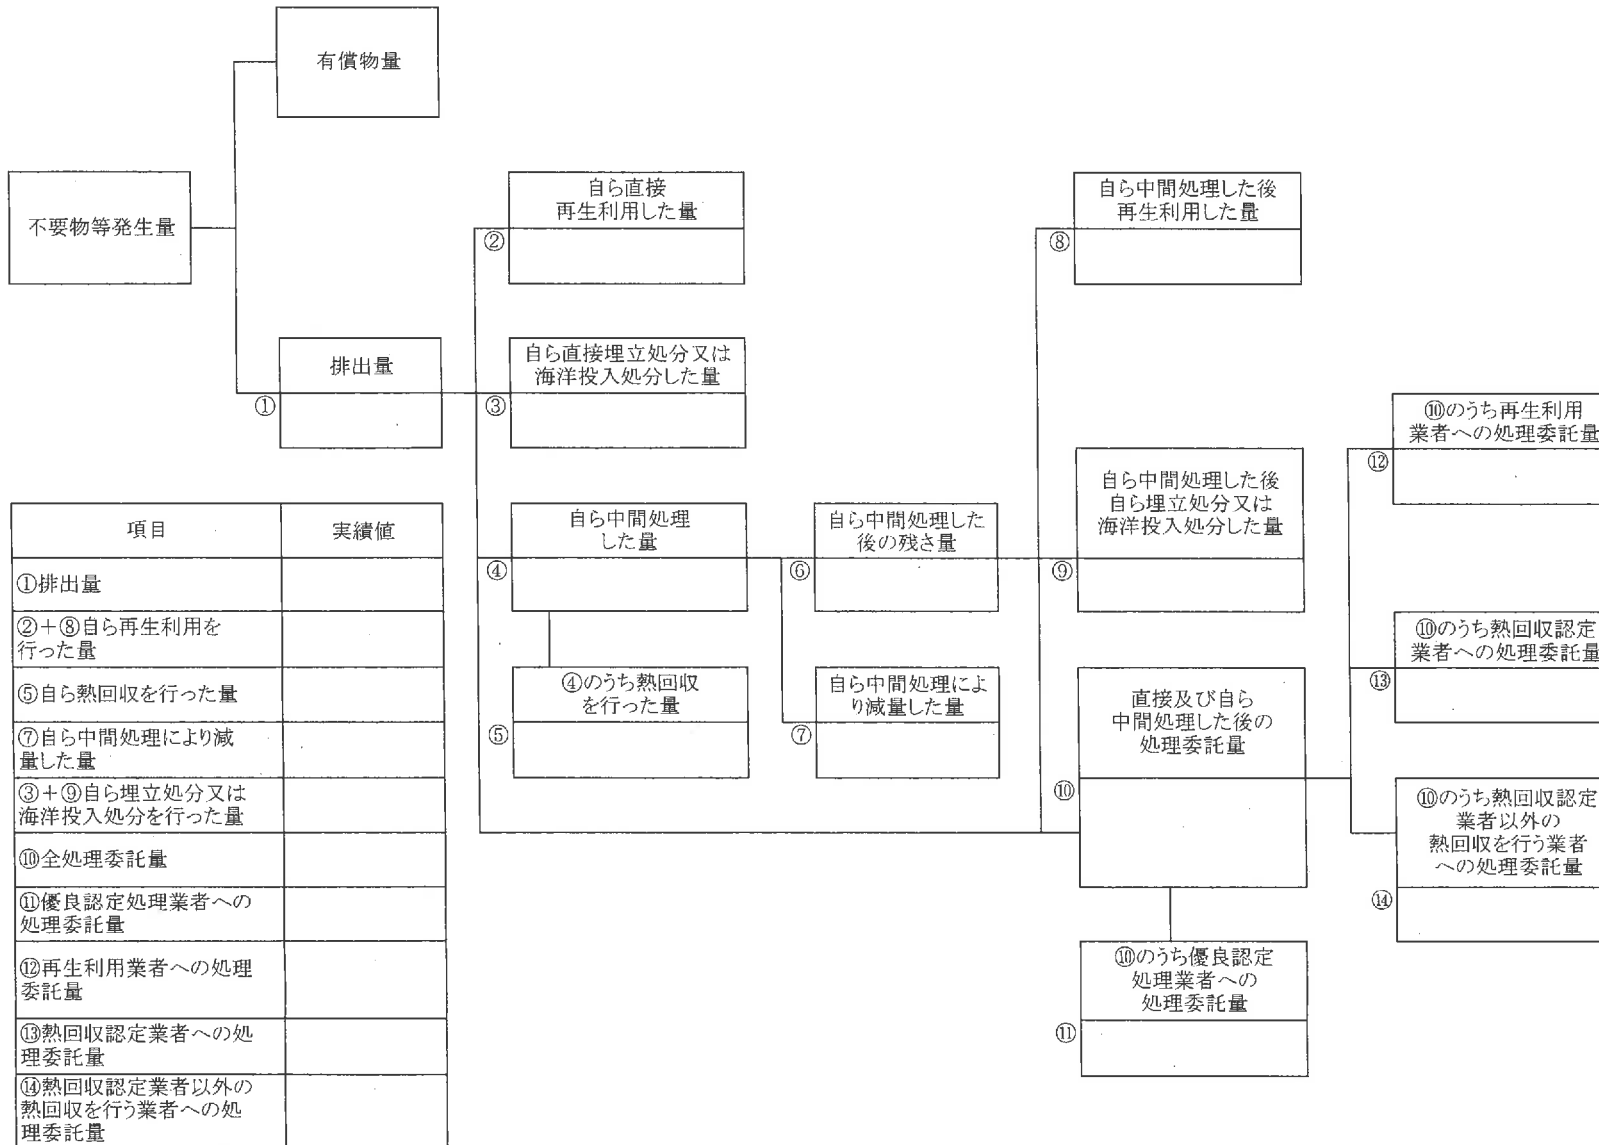 有償物量
不要物等発生量
自ら直接
再生利用した量
②
自ら中間処理した後
再生利用した量
⑧
排出量
①
自ら直接埋立処分又は
海洋投入処分した量
③
⑩のうち再生利用
業者への処理委託量
⑫
自ら中間処理
した量
④
自ら中間処理した
後の残さ量
⑥
自ら中間処理した後
自ら埋立処分又は
海洋投入処分した量
⑨
⑩のうち熱回収認定
業者への処理委託量
⑬
④のうち熱回収
を行った量
⑤
自ら中間処理によ
り減量した量
⑦
直接及び自ら
中間処理した後の
処理委託量
⑩
⑩のうち熱回収認定
業者以外の
熱回収を行う業者
への処理委託量
⑭
⑩のうち優良認定
処理業者への
処理委託量
⑪
項目 実績値
①排出量
②+⑧自ら再生利用を
行った量
⑤自ら熱回収を行った量
⑦自ら中間処理により減
量した量
③+⑨自ら埋立処分又は
海洋投入処分を行った量
⑩全処理委託量
⑪優良認定処理業者への
処理委託量
⑫再生利用業者への処理
委託量
⑬熱回収認定業者への処
理委託量
⑭熱回収認定業者以外の
熱回収を行う業者への処
理委託量